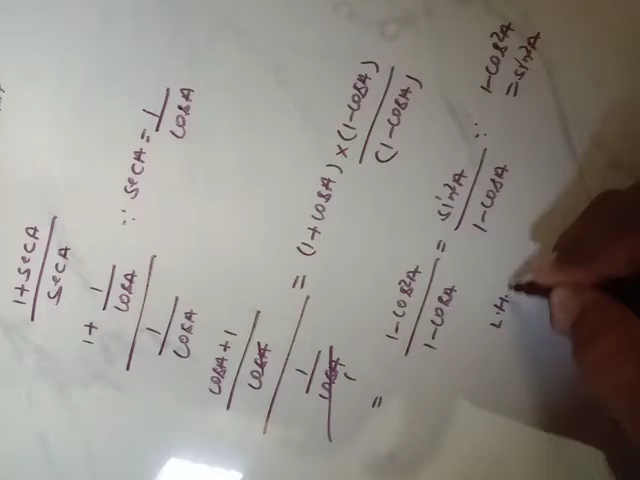 1+secA / secA
1 + 1/cosA / 1/cosA ∵ secA = 1/cosA
cosA+1 / cosA / 1/cosA = (1+cosA) × (1-cosA) / (1-cosA)
= 1-cos²A / 1-cosA = sin²A / 1-cosA ∵ 1-cos²A = sin²A
L.H.